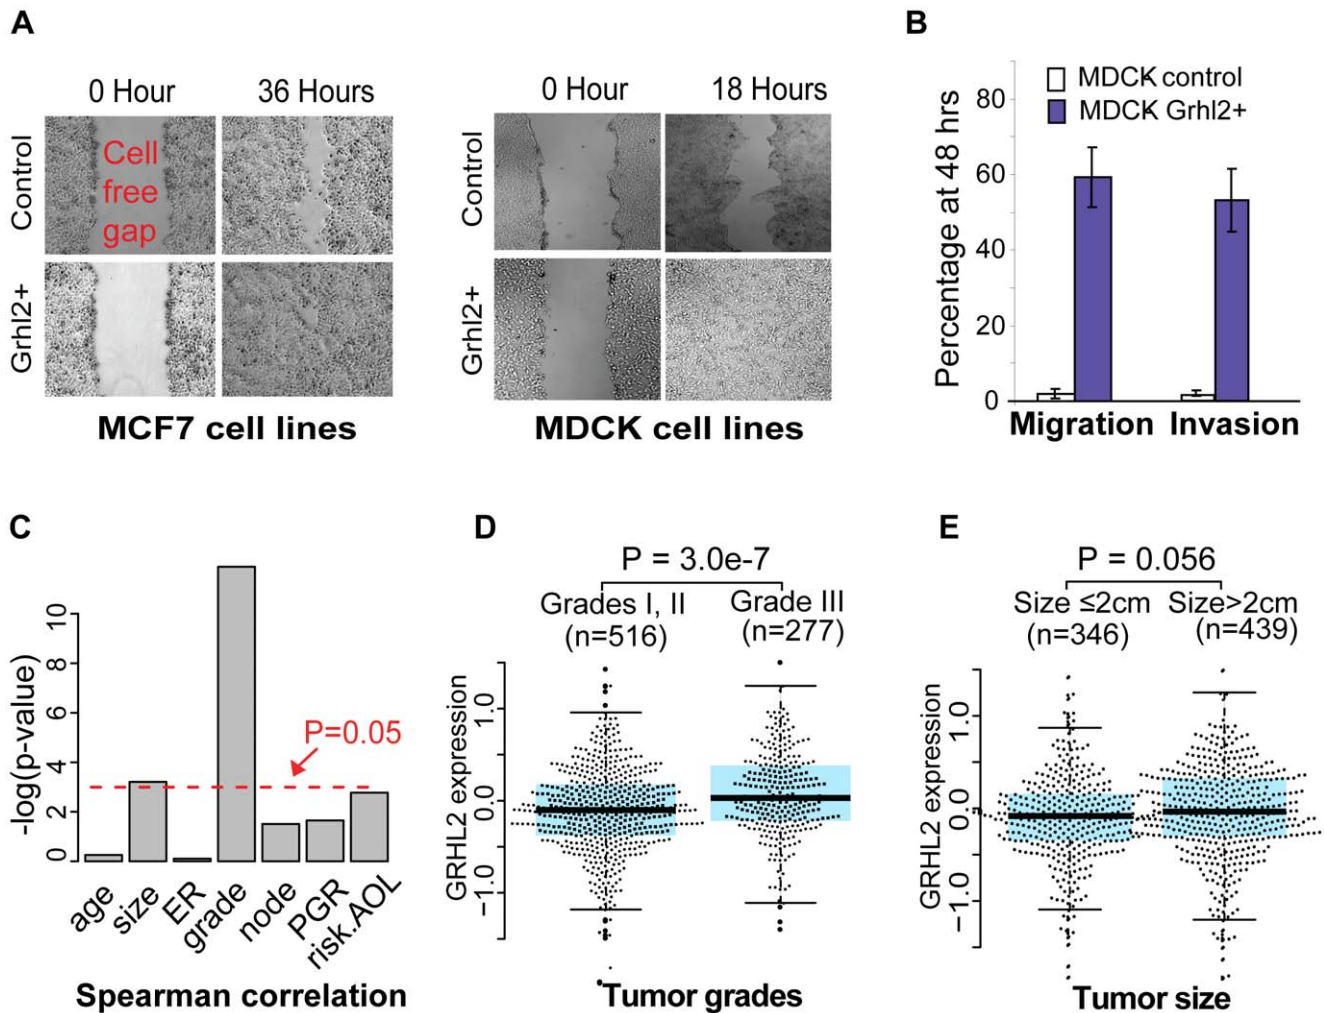 A
0 Hour
36 Hours
Control
Cell
free
gap
Grhl2+
MCF7 cell lines
0 Hour
18 Hours
Control
Grhl2+
MDCK cell lines
B
MDCK control
MDCK Grhl2+
Percentage at 48 hrs
80
60
40
20
0
Migration
Invasion
C
-log(p-value)
10
8
6
4
2
0
P=0.05
age
size
ER
grade
node
PGR
risk.AOL
Spearman correlation
D
P = 3.0e-7
Grades I, II
(n=516)
Grade III
(n=277)
GRHL2 expression
1.0
0.0
−1.0
Tumor grades
E
P = 0.056
Size ≤2cm
(n=346)
Size>2cm
(n=439)
GRHL2 expression
1.0
0.0
−1.0
Tumor size